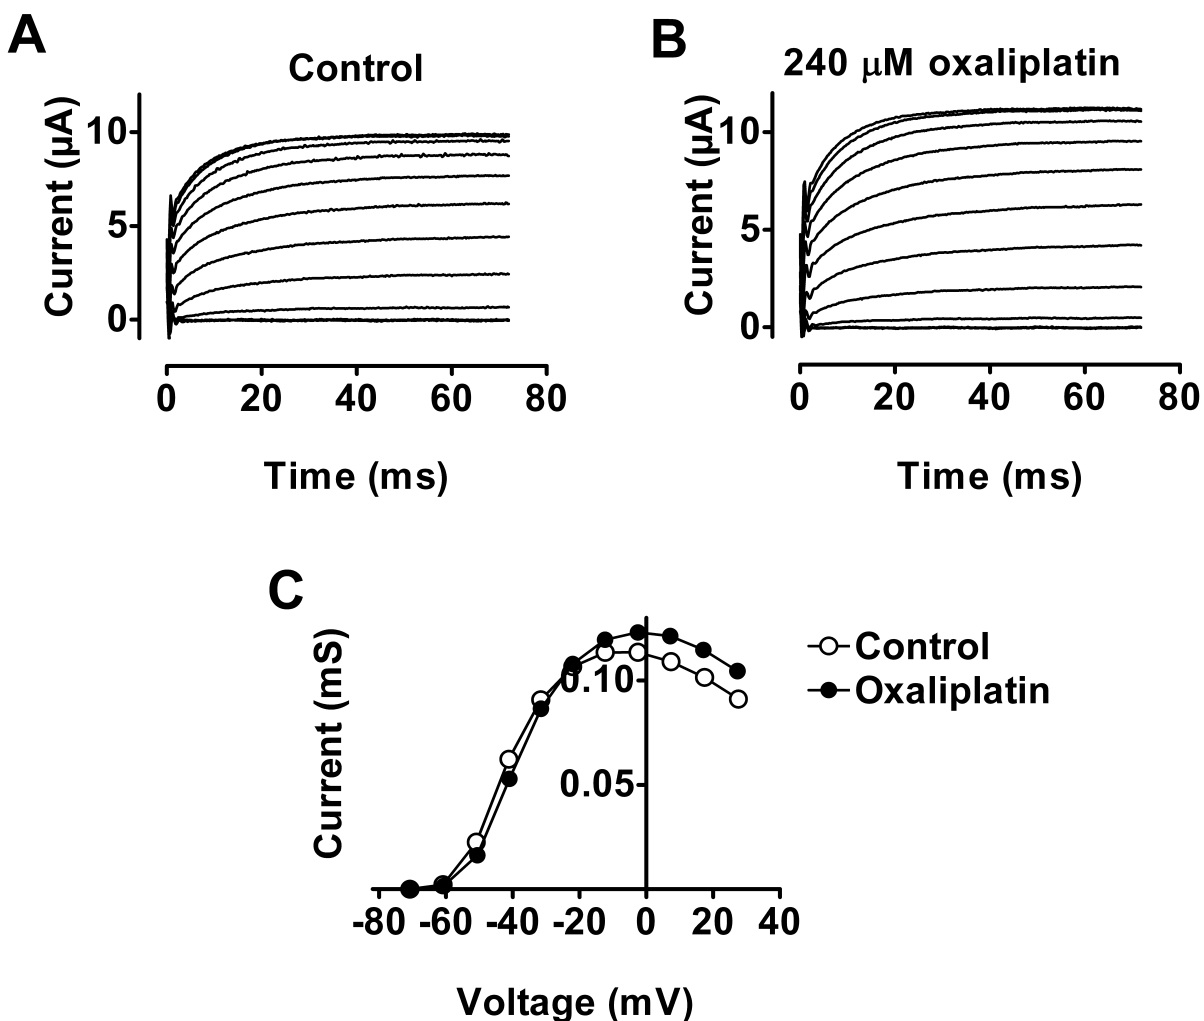 A
Control
Current (µA)
10
5
0
0 20 40 60 80
Time (ms)
B
240 µM oxaliplatin
Current (µA)
10
5
0
0 20 40 60 80
Time (ms)
C
Current (mS)
0.10
0.05
-80 -60 -40 -20 0 20 40
Voltage (mV)
Control
Oxaliplatin